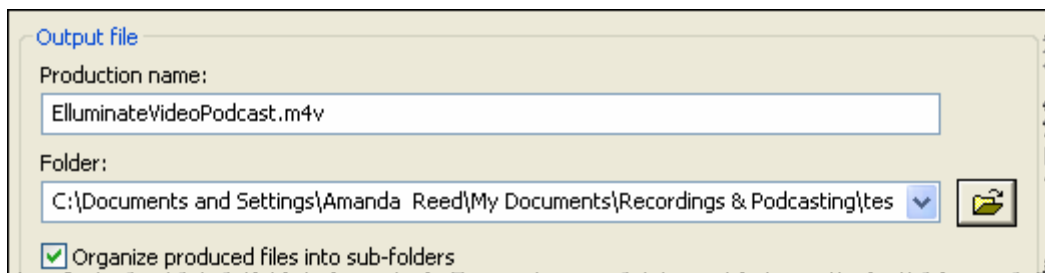 Output file
Production name:
ElluminateVideoPodcast.m4v
Folder:
C:\Documents and Settings\Amanda Reed\My Documents\Recordings & Podcasting\tes
Organize produced files into sub-folders